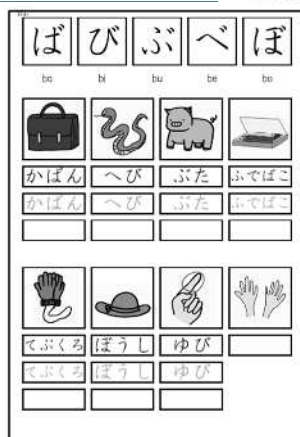 ば び ぶ べ ぼ
ba bi bu be bo
かばん へび ぶた ふでばこ
かばん へび ぶた ふでばこ
てぶくろ ぼうし ゆび
てぶくろ ぼうし ゆび